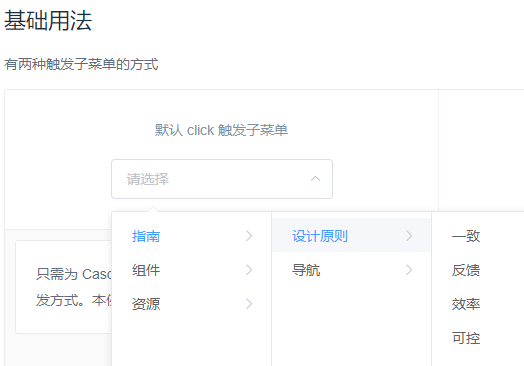 基础用法
有两种触发子菜单的方式
默认 click 触发子菜单
请选择
指南
设计原则
一致
组件
导航
反馈
资源
效率
可控
只需为 Casc
发方式。本